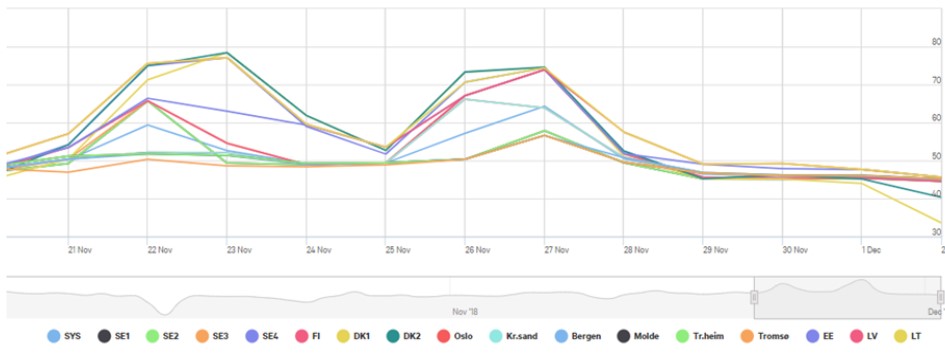 80
70
60
50
40
30
21 Nov 22 Nov 23 Nov 24 Nov 25 Nov 26 Nov 27 Nov 28 Nov 29 Nov 30 Nov 1 Dec 2
Nov '18 Dec '
SYS SE1 SE2 SE3 SE4 FI DK1 DK2 Oslo Kr.sand Bergen Molde Tr.heim Tromsø EE LV LT